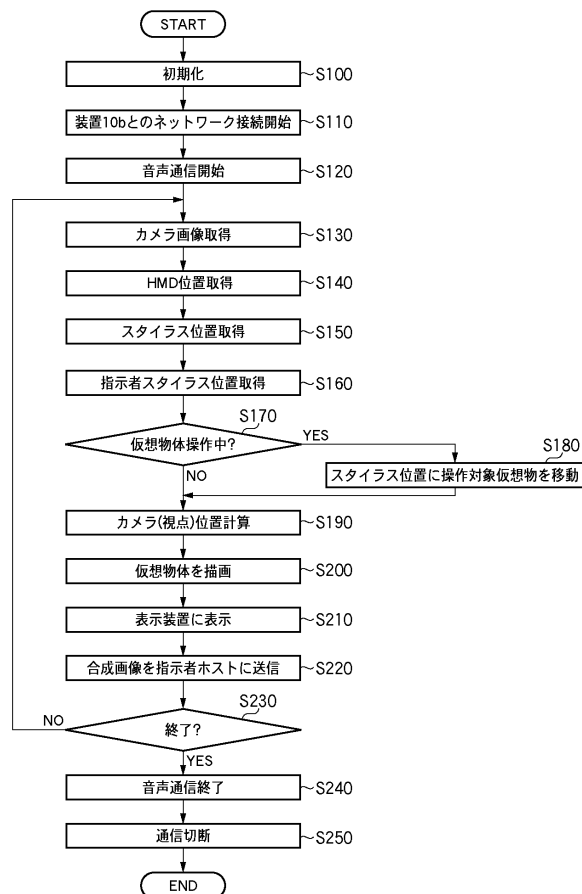 START
初期化 S100
装置10bとのネットワーク接続開始 S110
音声通信開始 S120
カメラ画像取得 S130
HMD位置取得 S140
スタイラス位置取得 S150
指示者スタイラス位置取得 S160
S170
仮想物体操作中? YES
S180
スタイラス位置に操作対象仮想物を移動
NO
カメラ(視点)位置計算 S190
仮想物体を描画 S200
表示装置に表示 S210
合成画像を指示者ホストに送信 S220
S230
NO 終了?
YES
音声通信終了 S240
通信切断 S250
END